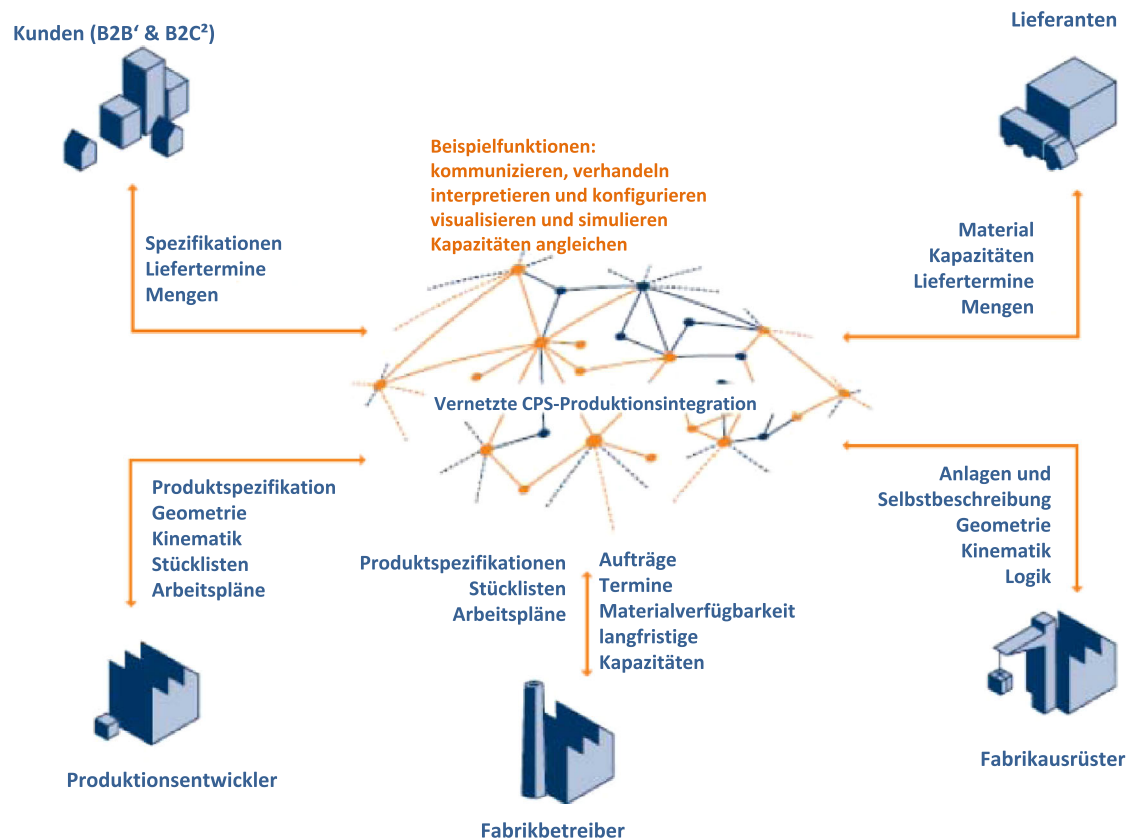 Kunden (B2B‘ & B2C²)
Lieferanten
Beispielfunktionen:
kommunizieren, verhandeln
interpretieren und konfigurieren
visualisieren und simulieren
Kapazitäten angleichen
Spezifikationen
Liefertermine
Mengen
Material
Kapazitäten
Liefertermine
Mengen
Vernetzte CPS-Produktionsintegration
Produktspezifikation
Geometrie
Kinematik
Stücklisten
Arbeitspläne
Produktspezifikationen
Stücklisten
Arbeitspläne
Aufträge
Termine
Materialverfügbarkeit
langfristige
Kapazitäten
Anlagen und
Selbstbeschreibung
Geometrie
Kinematik
Logik
Produktionsentwickler
Fabrikbetreiber
Fabrikausrüster